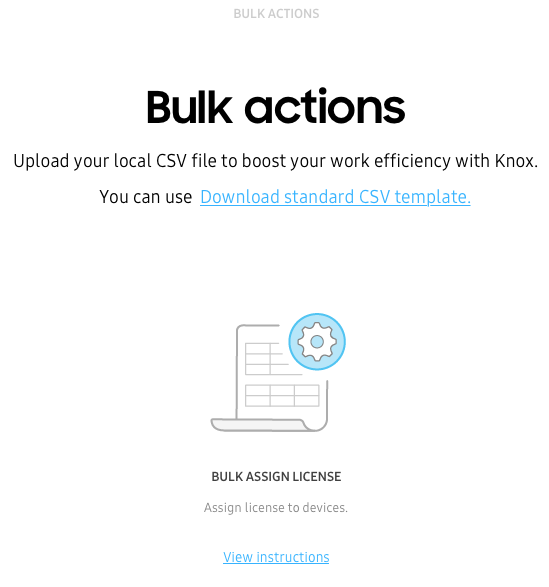 BULK ACTIONS
Bulk actions
Upload your local CSV file to boost your work efficiency with Knox.
You can use Download standard CSV template.
BULK ASSIGN LICENSE
Assign license to devices.
View instructions